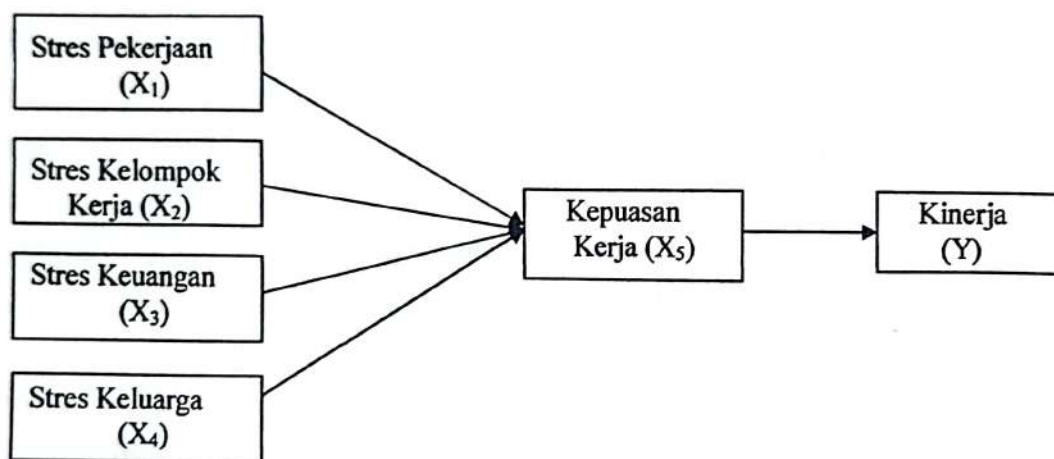 Stres Pekerjaan
(X₁)
Stres Kelompok
Kerja (X₂)
Stres Keuangan
(X₃)
Stres Keluarga
(X₄)
Kepuasan
Kerja (X₅)
Kinerja
(Y)